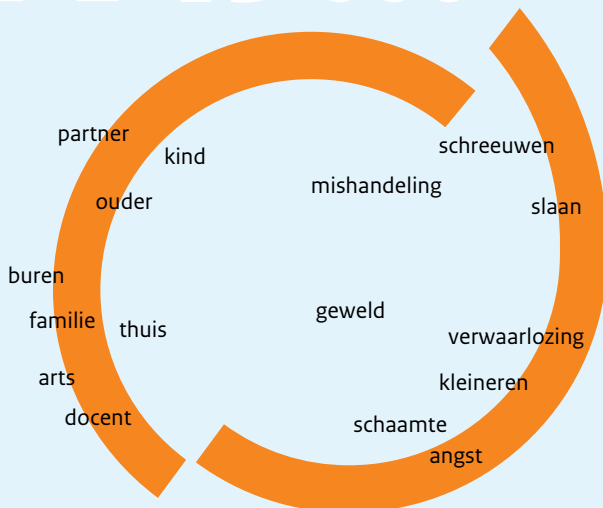 partner
kind
schreeuwen
mishandeling
ouder
slaan
buren
geweld
familie
thuis
verwaarlozing
arts
kleineren
docent
schaamte
angst